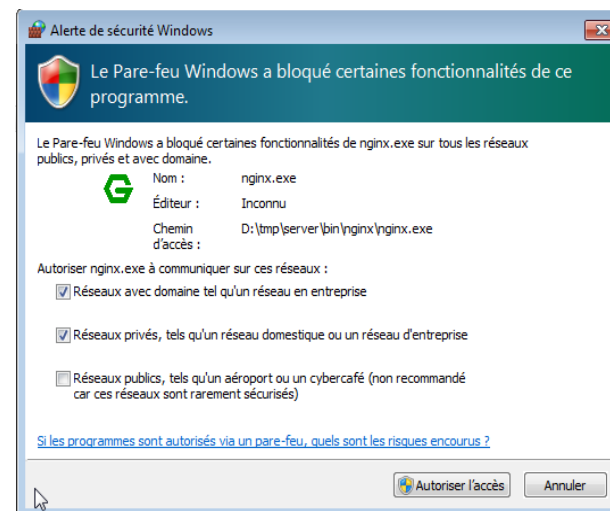 Alerte de sécurité Windows
Le Pare-feu Windows a bloqué certaines fonctionnalités de ce
programme.
Le Pare-feu Windows a bloqué certaines fonctionnalités de nginx.exe sur tous les réseaux
publics, privés et avec domaine.
Nom : nginx.exe
Éditeur : Inconnu
Chemin D:\tmp\server\bin\nginx\nginx.exe
d'accès :
Autoriser nginx.exe à communiquer sur ces réseaux :
Réseaux avec domaine tel qu'un réseau en entreprise
Réseaux privés, tels qu'un réseau domestique ou un réseau d'entreprise
Réseaux publics, tels qu'un aéroport ou un cybercafé (non recommandé
car ces réseaux sont rarement sécurisés)
Si les programmes sont autorisés via un pare-feu, quels sont les risques encourus ?
Autoriser l'accès Annuler